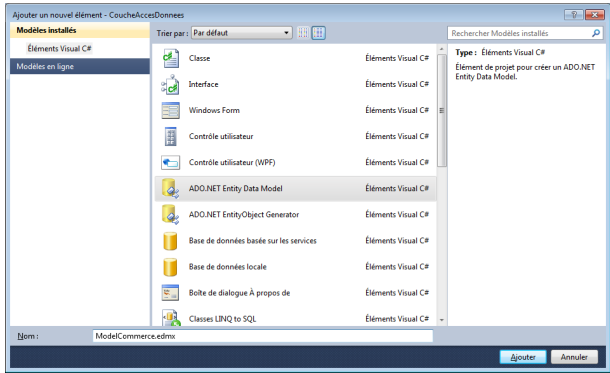 Ajouter un nouvel élément - CoucheAccesDonnees
Modèles installés
Éléments Visual C#
Modèles en ligne
Trier par : Par défaut
Rechercher Modèles installés
Classe Éléments Visual C#
Interface Éléments Visual C#
Windows Form Éléments Visual C#
Contrôle utilisateur Éléments Visual C#
Contrôle utilisateur (WPF) Éléments Visual C#
ADO.NET Entity Data Model Éléments Visual C#
ADO.NET EntityObject Generator Éléments Visual C#
Base de données basée sur les services Éléments Visual C#
Base de données locale Éléments Visual C#
Boîte de dialogue À propos de Éléments Visual C#
Classes LINQ to SQL Éléments Visual C#
Type : Éléments Visual C#
Élément de projet pour créer un ADO.NET
Entity Data Model.
Nom : ModelCommerce.edmx
Ajouter Annuler